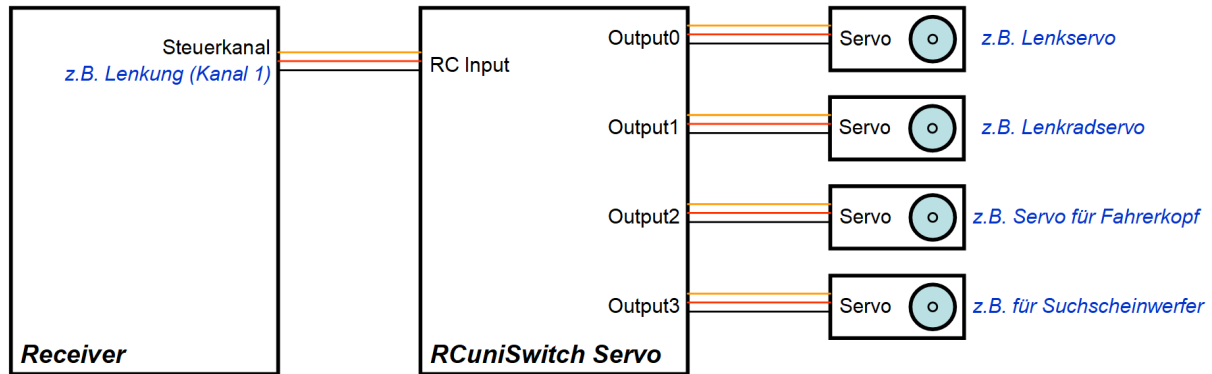 Steuerkanal
z.B. Lenkung (Kanal 1)
Receiver
RC Input
Output0
Output1
Output2
Output3
RCuniSwitch Servo
Servo
z.B. Lenkservo
Servo
z.B. Lenkradservo
Servo
z.B. Servo für Fahrerkopf
Servo
z.B. für Suchscheinwerfer